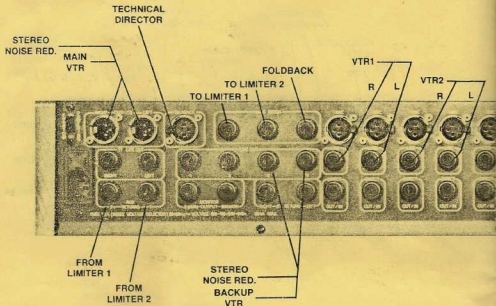 TECHNICAL
DIRECTOR
STEREO
NOISE RED.
MAIN
VTR
FOLDBACK
TO LIMITER 2
TO LIMITER 1
VTR1
R
L
VTR2
R
L
FROM
LIMITER 1
FROM
LIMITER 2
STEREO
NOISE RED.
BACKUP
VTR